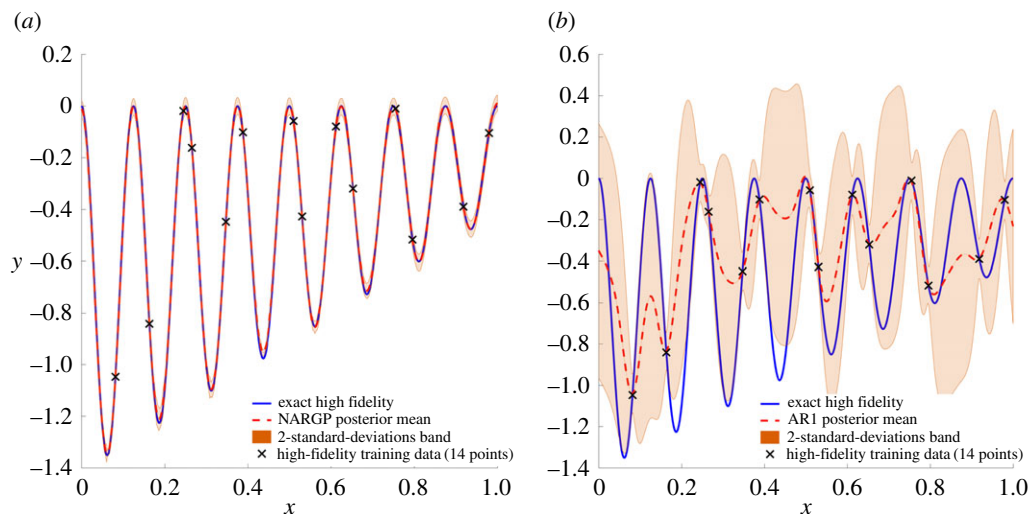 (a)
0.2
0
–0.2
–0.4
y –0.6
–0.8
–1.0
–1.2
–1.4
0 0.2 0.4 0.6 0.8 1.0
x
exact high fidelity
NARGP posterior mean
2-standard-deviations band
high-fidelity training data (14 points)
(b)
0.6
0.4
0.2
0
–0.2
–0.4
–0.6
–0.8
–1.0
–1.2
–1.4
0 0.2 0.4 0.6 0.8 1.0
x
exact high fidelity
AR1 posterior mean
2-standard-deviations band
high-fidelity training data (14 points)